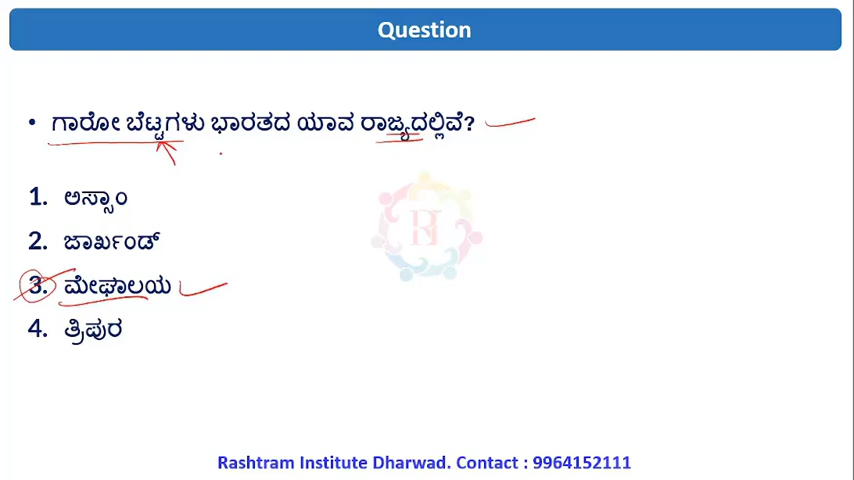 Question
• ಗಾರೋ ಬೆಟ್ಟಗಳು ಭಾರತದ ಯಾವ ರಾಜ್ಯದಲ್ಲಿವೆ?
1. ಅಸ್ಸಾಂ
2. ಜಾರ್ಖಂಡ್
3. ಮೇಘಾಲಯ
4. ತ್ರಿಪುರ
Rashtram Institute Dharwad. Contact : 9964152111